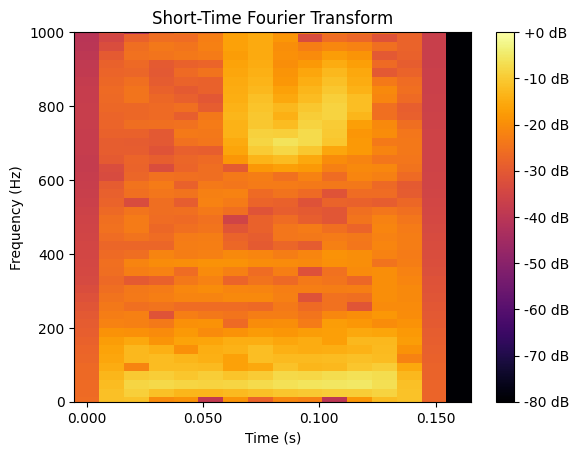 Short-Time Fourier Transform
1000
800
600
400
200
0
Frequency (Hz)
0.000
0.050
0.100
0.150
Time (s)
+0 dB
-10 dB
-20 dB
-30 dB
-40 dB
-50 dB
-60 dB
-70 dB
-80 dB